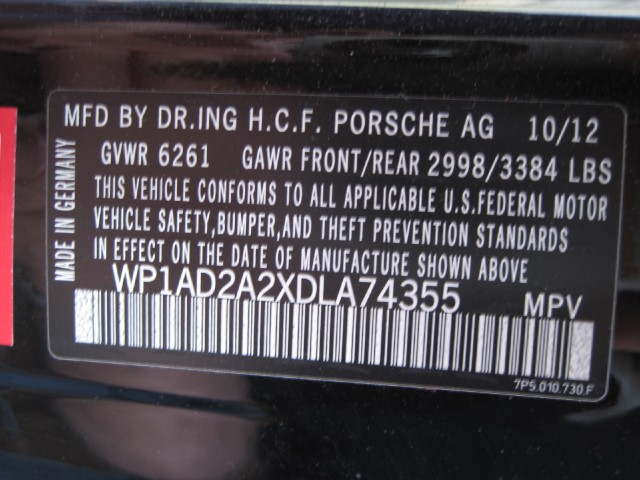 MFD BY DR.ING H.C.F. PORSCHE AG 10/12
GVWR 6261 GAWR FRONT/REAR 2998/3384 LBS
THIS VEHICLE CONFORMS TO ALL APPLICABLE U.S.FEDERAL MOTOR
VEHICLE SAFETY,BUMPER,AND THEFT PREVENTION STANDARDS
IN EFFECT ON THE DATE OF MANUFACTURE SHOWN ABOVE
MADE IN GERMANY
WP1AD2A2XDLA74355 MPV
7P5.010.730.F